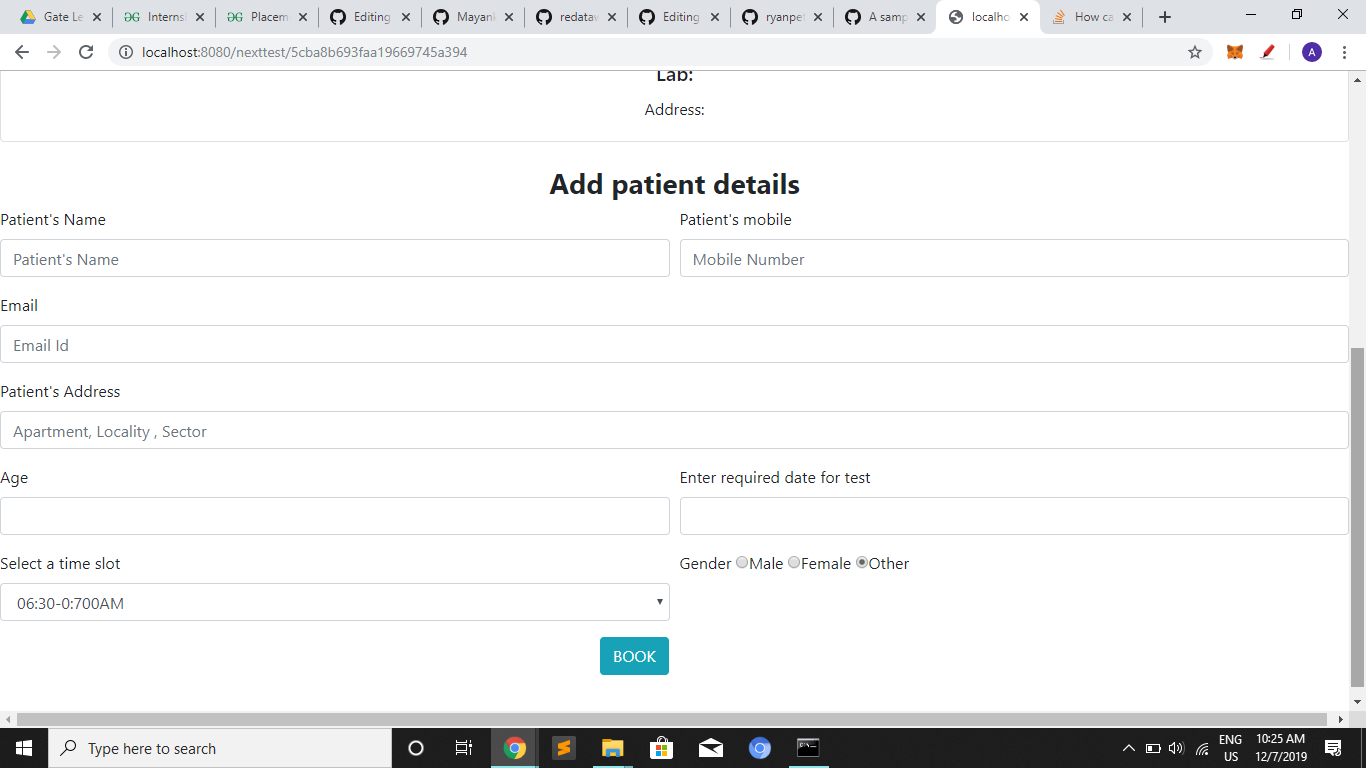 Gate Le
Interns
Placem
Editing
Mayan
redata
Editing
ryanpe
A samp
localho
How ca
localhost:8080/nexttest/5cba8b693faa19669745a394
A
Lab:
Address:
Add patient details
Patient's Name
Patient's mobile
Patient's Name
Mobile Number
Email
Email Id
Patient's Address
Apartment, Locality , Sector
Age
Enter required date for test
Select a time slot
Gender Male Female Other
06:30-0:700AM
BOOK
Type here to search
ENG
US
10:25 AM
12/7/2019